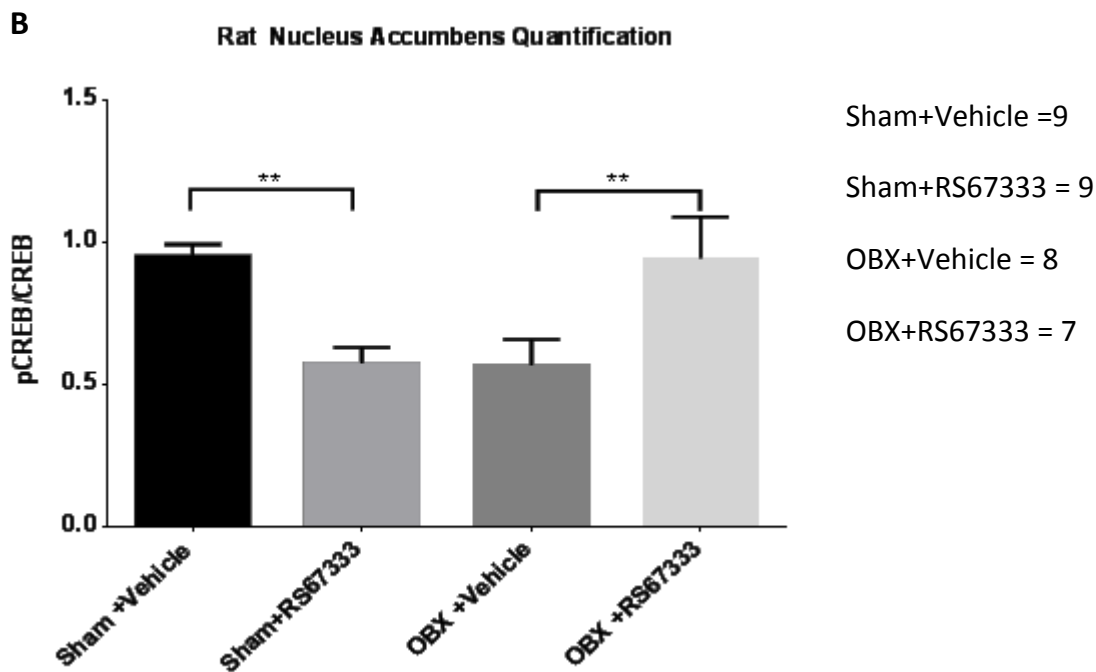 B
Rat Nucleus Accumbens Quantification
1.5
1.0
0.5
0.0
pCREB/CREB
**
**
Sham +Vehicle
Sham+RS67333
OBX +Vehicle
OBX +RS67333
Sham+Vehicle =9
Sham+RS67333 = 9
OBX+Vehicle = 8
OBX+RS67333 = 7